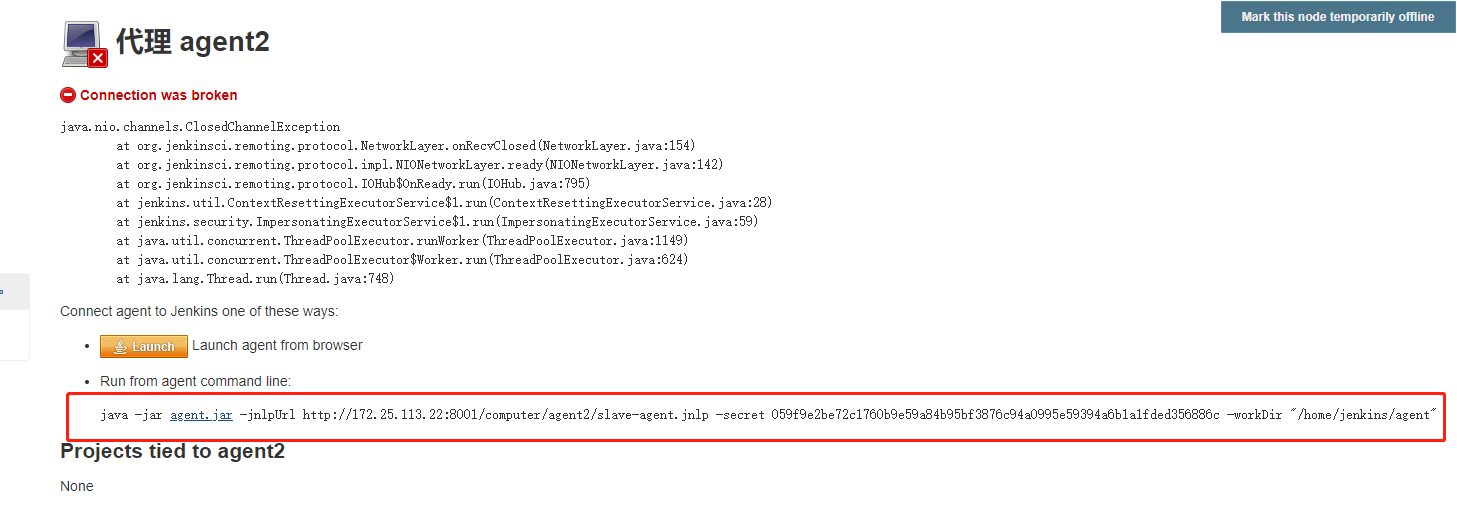 Mark this node temporarily offline
代理 agent2
Connection was broken
java.nio.channels.ClosedChannelException
at org.jenkinsci.remoting.protocol.NetworkLayer.onRecvClosed(NetworkLayer.java:154)
at org.jenkinsci.remoting.protocol.impl.NIONetworkLayer.ready(NIONetworkLayer.java:142)
at org.jenkinsci.remoting.protocol.IOHub$OnReady.run(IOHub.java:795)
at jenkins.util.ContextResettingExecutorService$1.run(ContextResettingExecutorService.java:28)
at jenkins.security.ImpersonatingExecutorService$1.run(ImpersonatingExecutorService.java:59)
at java.util.concurrent.ThreadPoolExecutor.runWorker(ThreadPoolExecutor.java:1149)
at java.util.concurrent.ThreadPoolExecutor$Worker.run(ThreadPoolExecutor.java:624)
at java.lang.Thread.run(Thread.java:748)
Connect agent to Jenkins one of these ways:
Launch Launch agent from browser
Run from agent command line:
java -jar agent.jar -jnlpUrl http://172.25.113.22:8001/computer/agent2/slave-agent.jnlp -secret 059f9e2be72c1760b9e59a84b95bf3876c94a0995e59394a6b1a1fded356886c -workDir "/home/jenkins/agent"
Projects tied to agent2
None